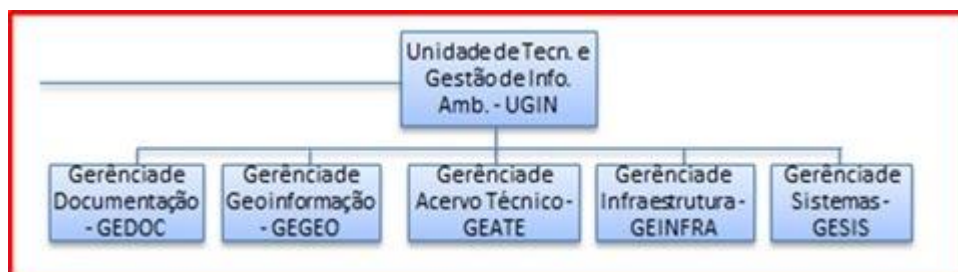 Unidade de Tecn. e
Gestão de Info.
Amb. - UGIN
Gerência de
Documentação
- GEDOC
Gerência de
Geoinformação
- GEGEO
Gerência de
Acervo Técnico -
GEATE
Gerência de
Infraestrutura -
GEINFRA
Gerência de
Sistemas -
GESIS